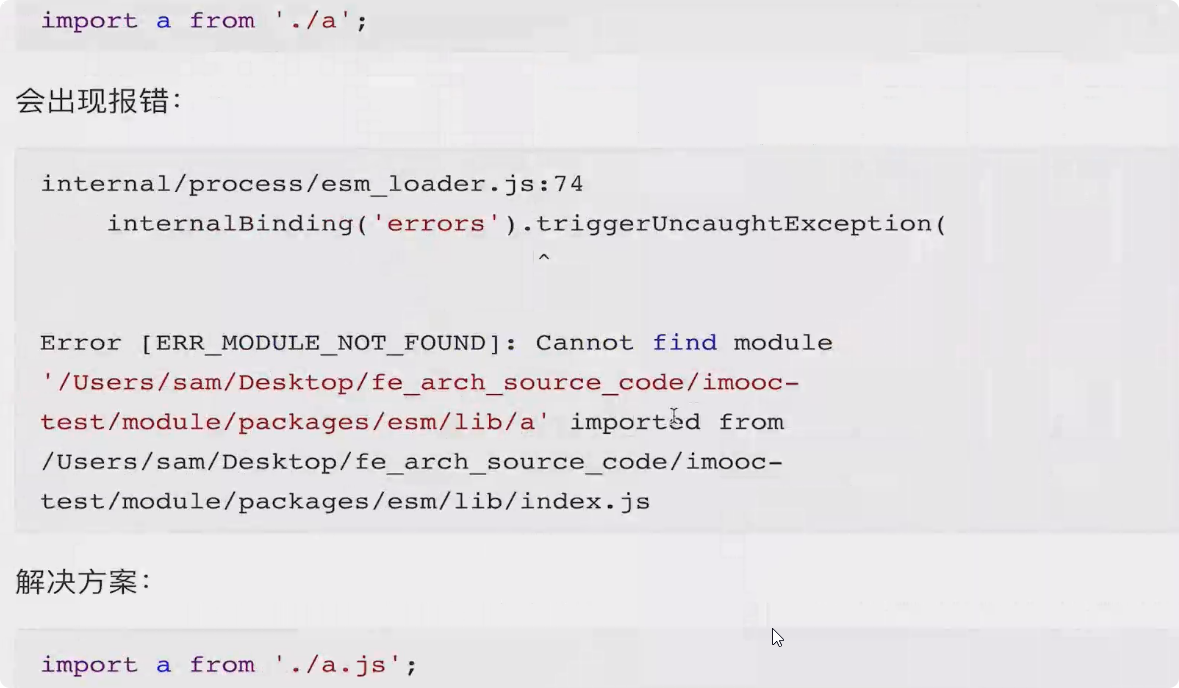 import a from './a';
会出现报错：
internal/process/esm_loader.js:74
internalBinding('errors').triggerUncaughtException(
^
Error [ERR_MODULE_NOT_FOUND]: Cannot find module
'/Users/sam/Desktop/fe_arch_source_code/imooc-
test/module/packages/esm/lib/a' imported from
/Users/sam/Desktop/fe_arch_source_code/imooc-
test/module/packages/esm/lib/index.js
解决方案：
import a from './a.js';